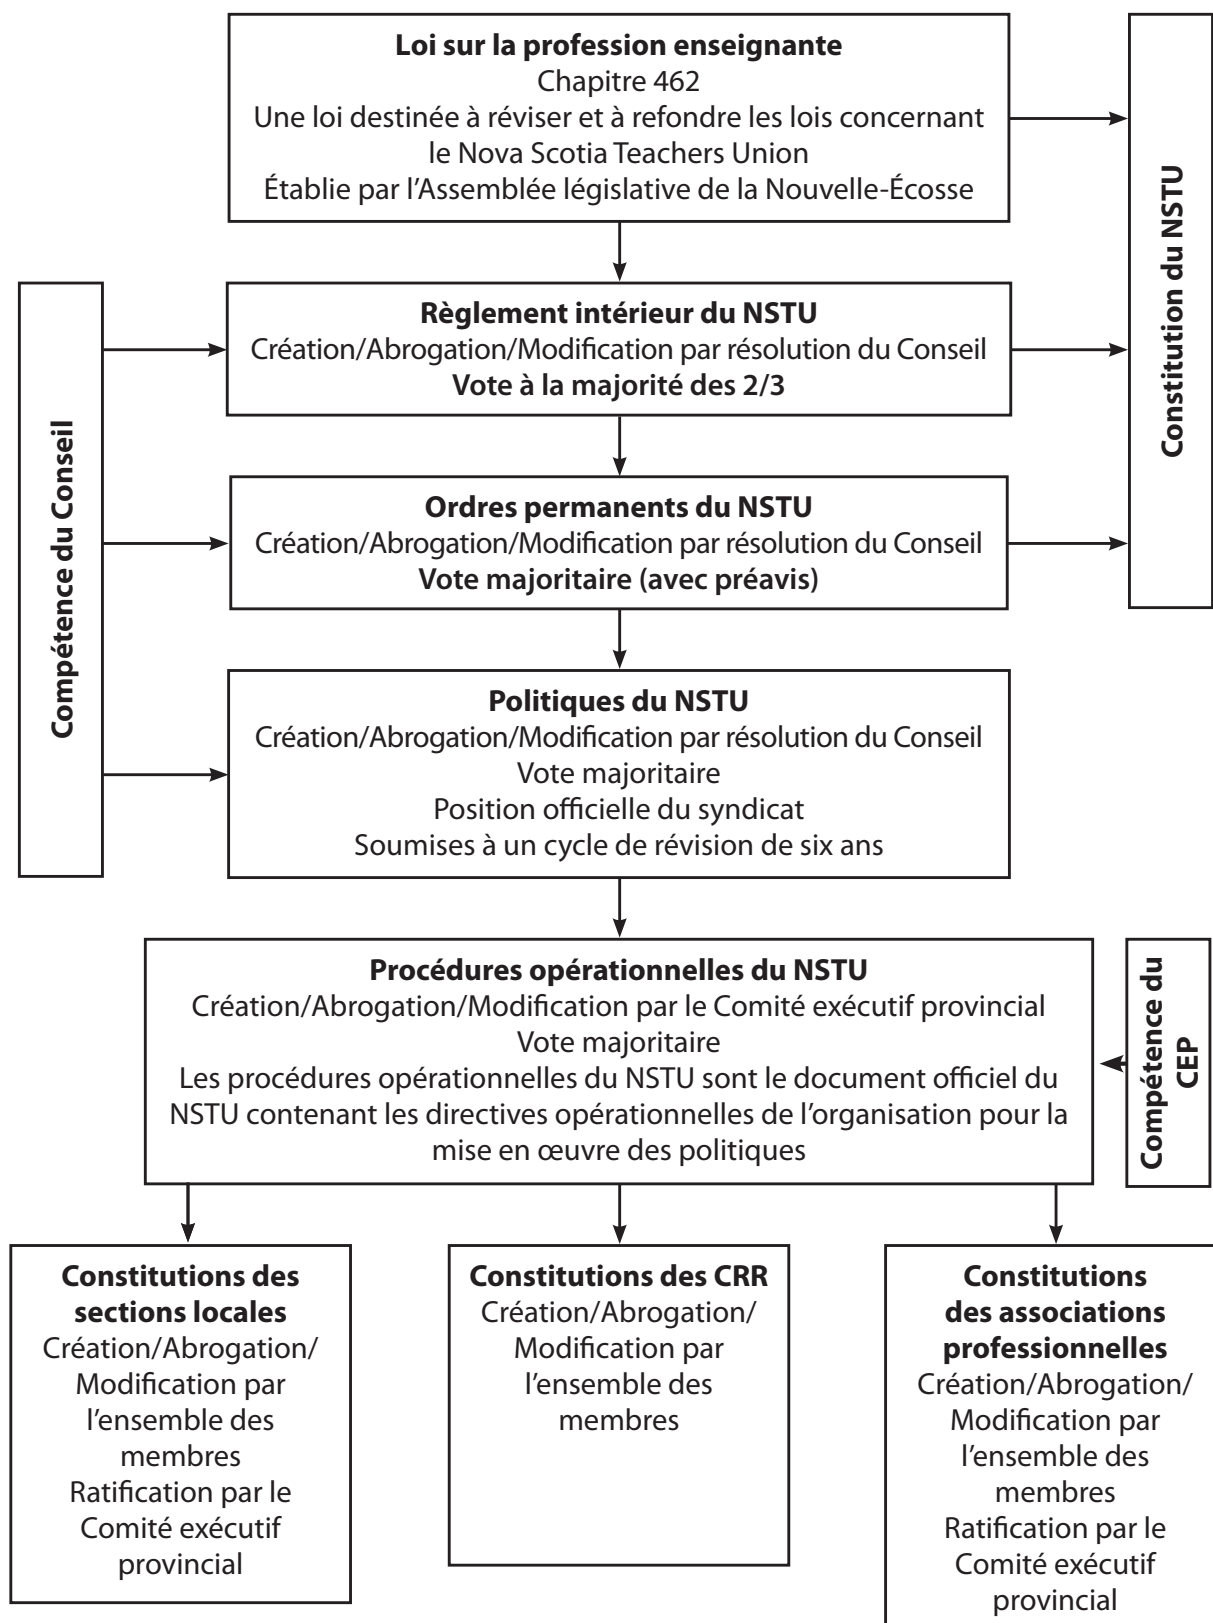 Loi sur la profession enseignante
Chapitre 462
Une loi destinée à réviser et à refondre les lois concernant
le Nova Scotia Teachers Union
Établie par l'Assemblée législative de la Nouvelle-Écosse
Constitution du NSTU
Compétence du Conseil
Règlement intérieur du NSTU
Création/Abrogation/Modification par résolution du Conseil
Vote à la majorité des 2/3
Ordres permanents du NSTU
Création/Abrogation/Modification par résolution du Conseil
Vote majoritaire (avec préavis)
Politiques du NSTU
Création/Abrogation/Modification par résolution du Conseil
Vote majoritaire
Position officielle du syndicat
Soumises à un cycle de révision de six ans
Procédures opérationnelles du NSTU
Création/Abrogation/Modification par le Comité exécutif provincial
Vote majoritaire
Les procédures opérationnelles du NSTU sont le document officiel du
NSTU contenant les directives opérationnelles de l'organisation pour la
mise en œuvre des politiques
Compétence du
CEP
Constitutions des
sections locales
Création/Abrogation/
Modification par
l'ensemble des
membres
Ratification par le
Comité exécutif
provincial
Constitutions des CRR
Création/Abrogation/
Modification par
l'ensemble des
membres
Constitutions
des associations
professionnelles
Création/Abrogation/
Modification par
l'ensemble des
membres
Ratification par le
Comité exécutif
provincial